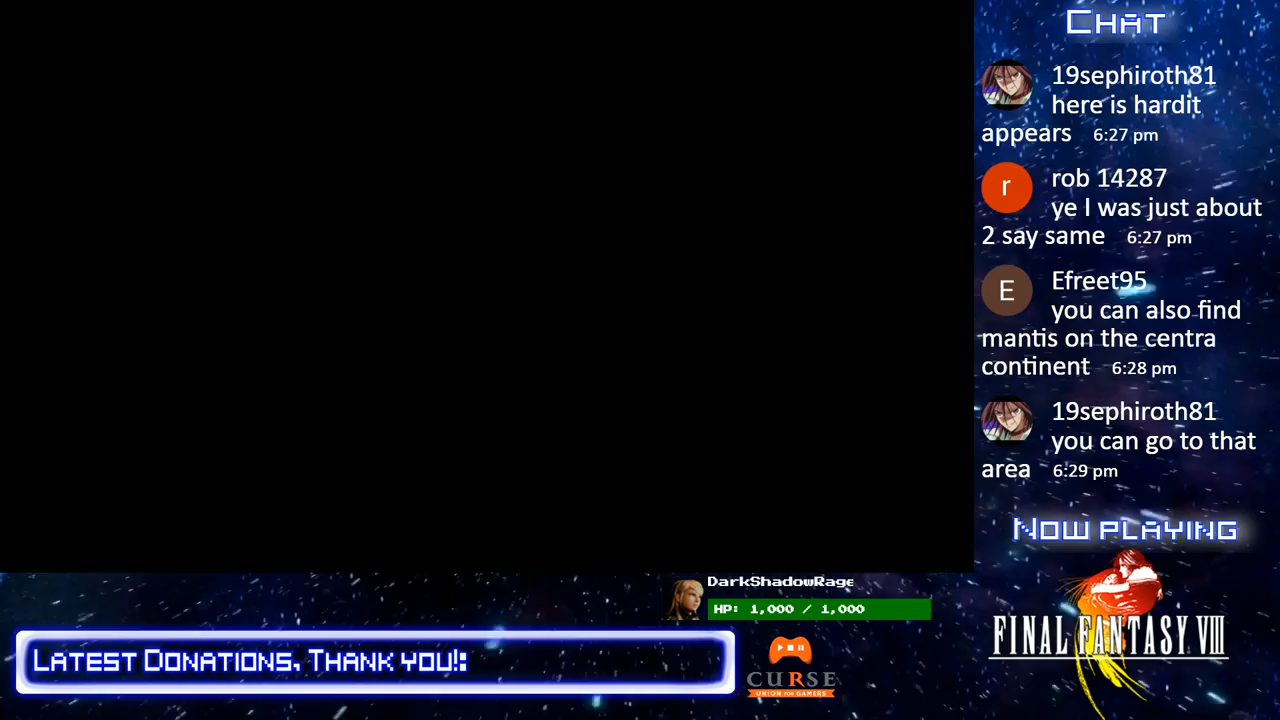 CHAT
19sephiroth81
here is hardit
appears 6:27 pm
r
rob 14287
ye I was just about
2 say same 6:27 pm
E
Efreet95
you can also find
mantis on the centra
continent 6:28 pm
19sephiroth81
you can go to that
area 6:29 pm
NOW PLAYING
FINAL FANTASY VIII
DarkShadowRage
HP: 1,000 / 1,000
LATEST DONATIONS, THANK YOU!:
CURSE
UNION FOR GAMERS